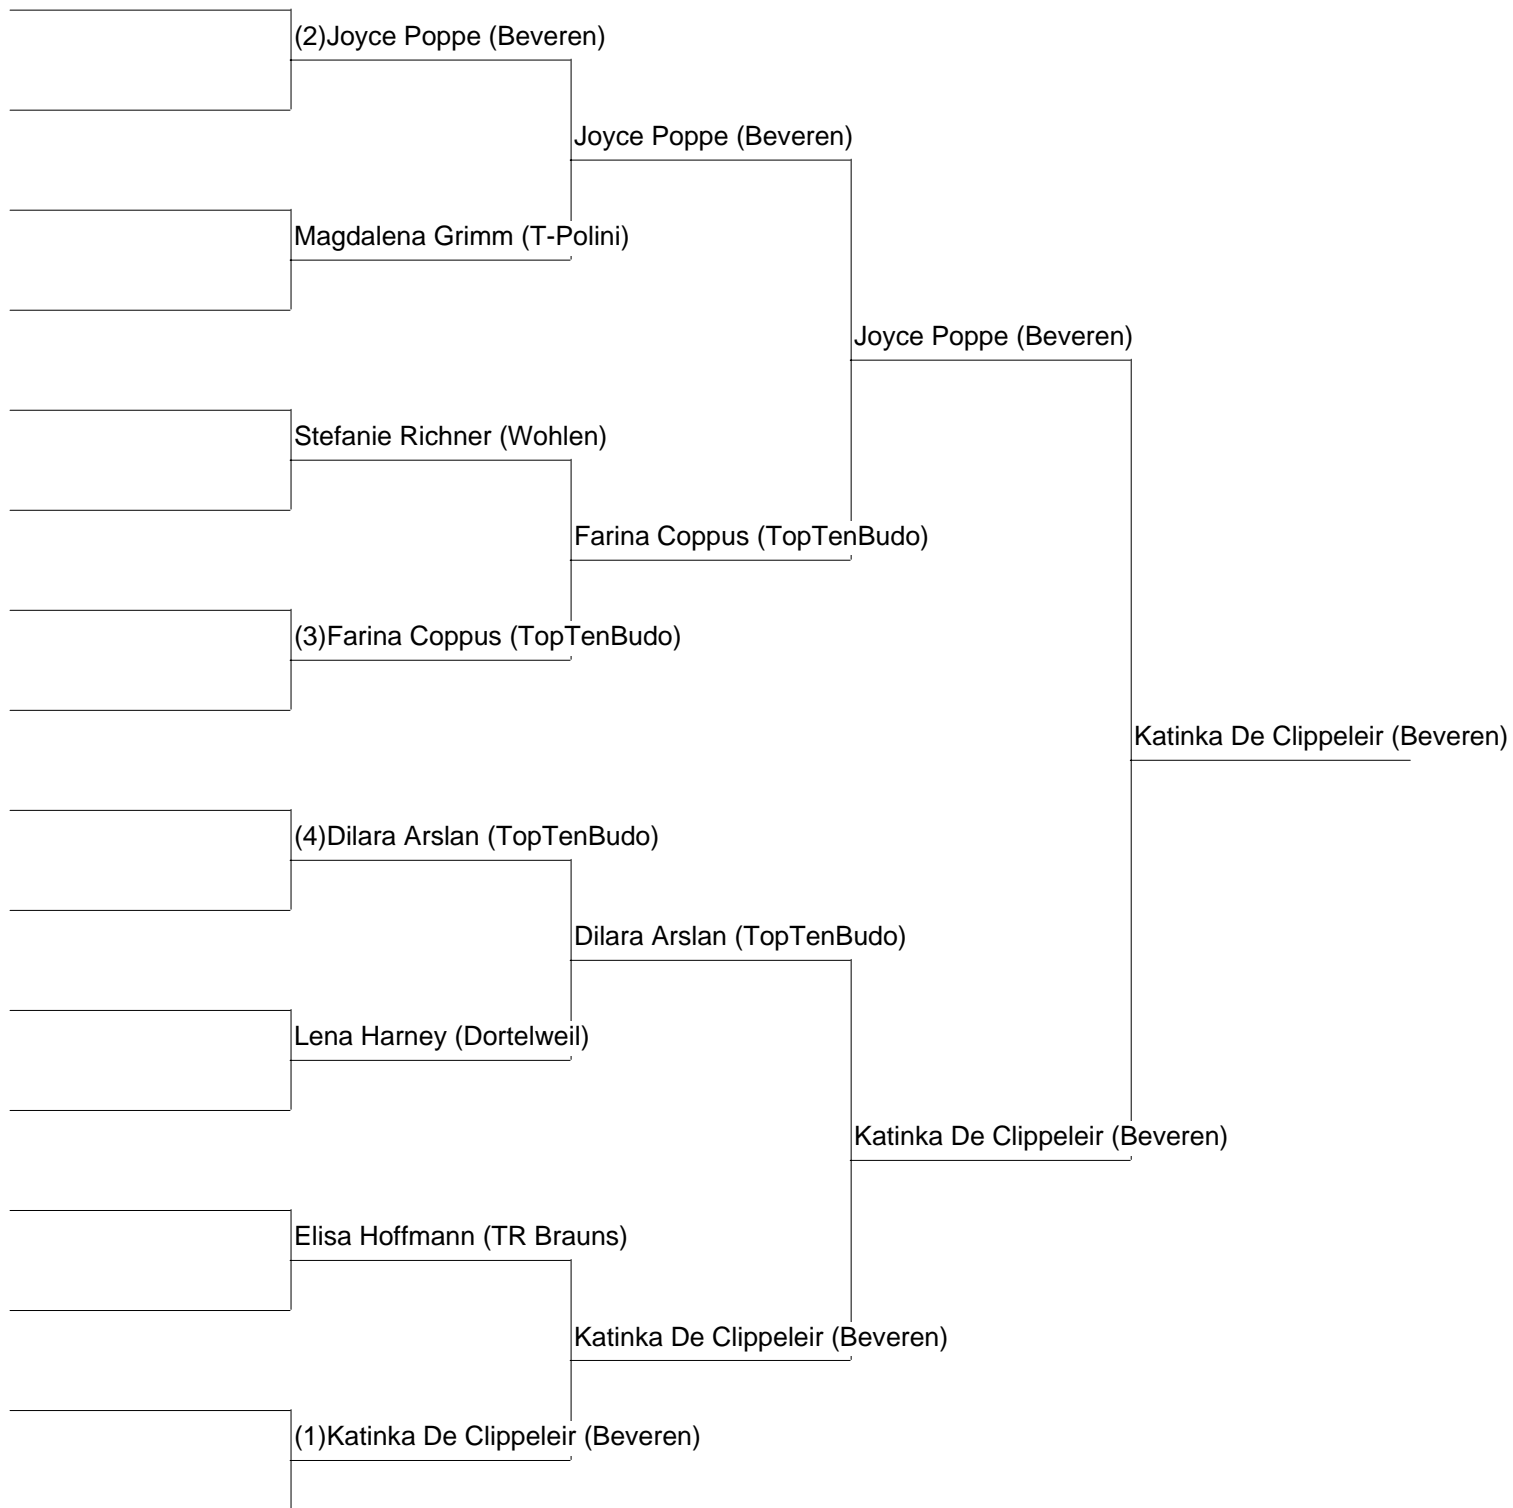 (2)Joyce Poppe (Beveren)
Joyce Poppe (Beveren)
Magdalena Grimm (T-Polini)
Joyce Poppe (Beveren)
Stefanie Richner (Wohlen)
Farina Coppus (TopTenBudo)
(3)Farina Coppus (TopTenBudo)
Katinka De Clippeleir (Beveren)
(4)Dilara Arslan (TopTenBudo)
Dilara Arslan (TopTenBudo)
Lena Harney (Dortelweil)
Katinka De Clippeleir (Beveren)
Elisa Hoffmann (TR Brauns)
Katinka De Clippeleir (Beveren)
(1)Katinka De Clippeleir (Beveren)